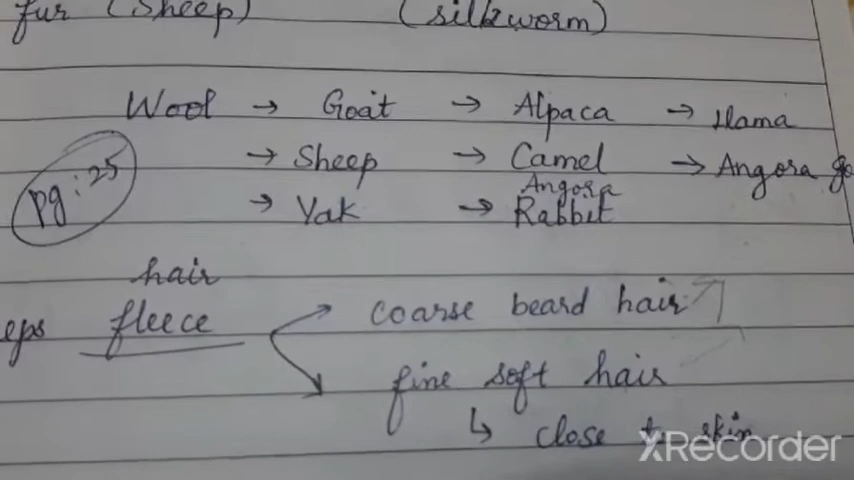 fur (Sheep) (silkworm)
Wool → Goat → Alpaca → llama
→ Sheep → Camel → Angora
pg: 25
→ Yak → Angora Rabbit
hair
fleece → coarse beard hair
→ fine soft hair
↳ close to skin
XRecorder